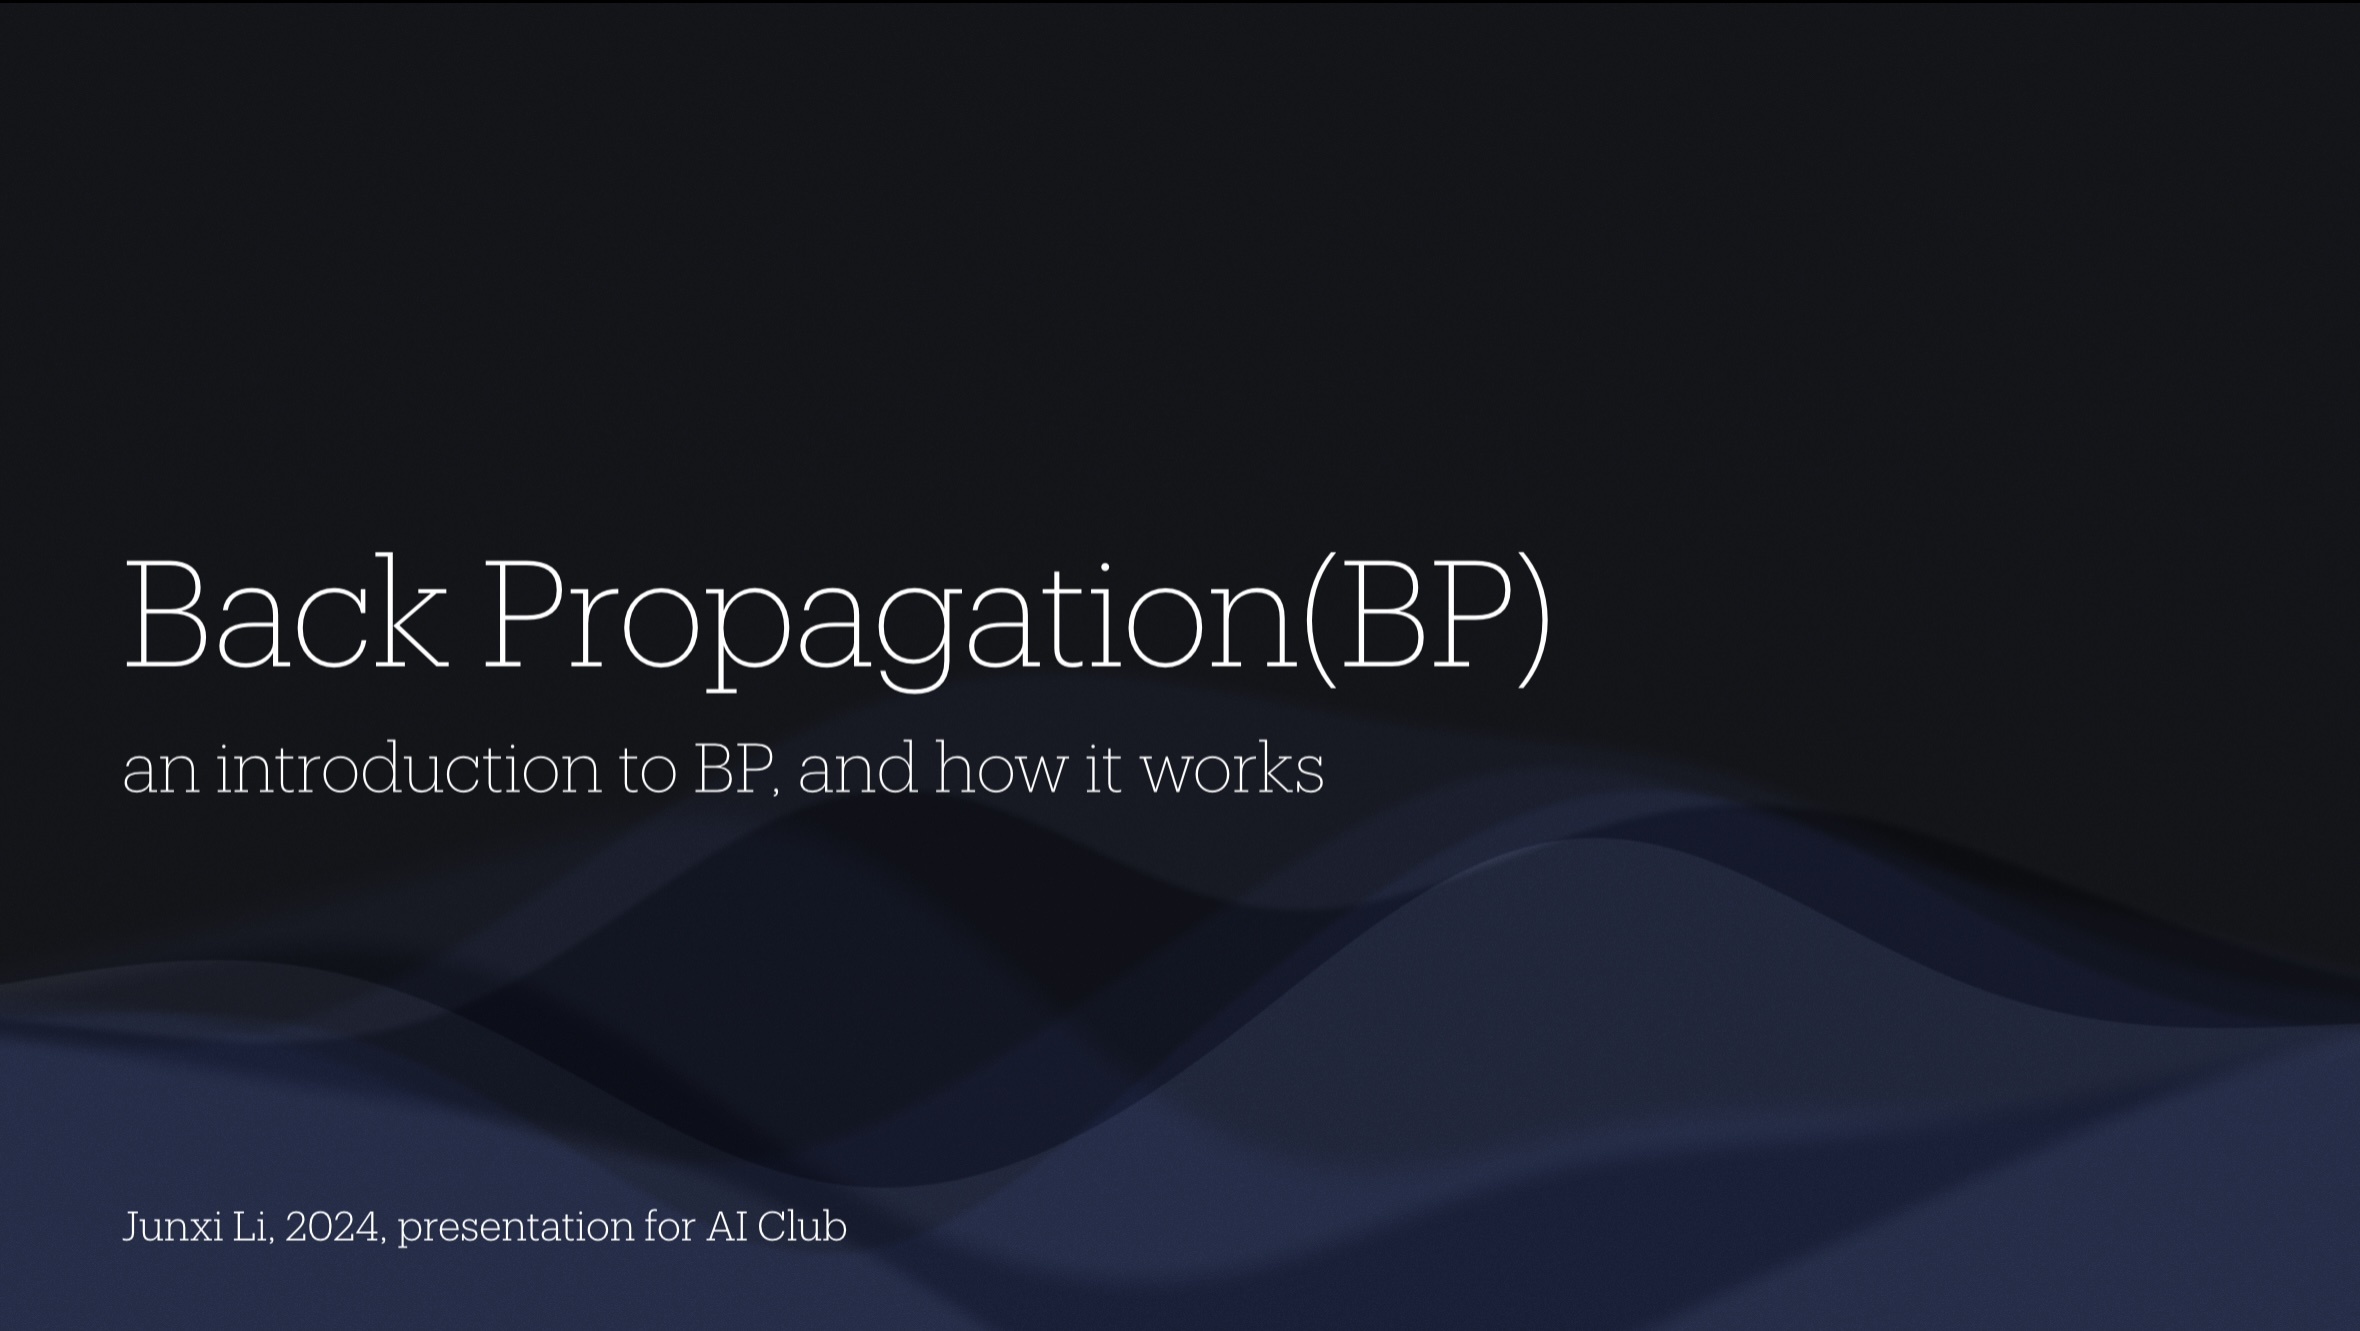 Back Propagation(BP)
an introduction to BP, and how it works
Junxi Li, 2024, presentation for AI Club